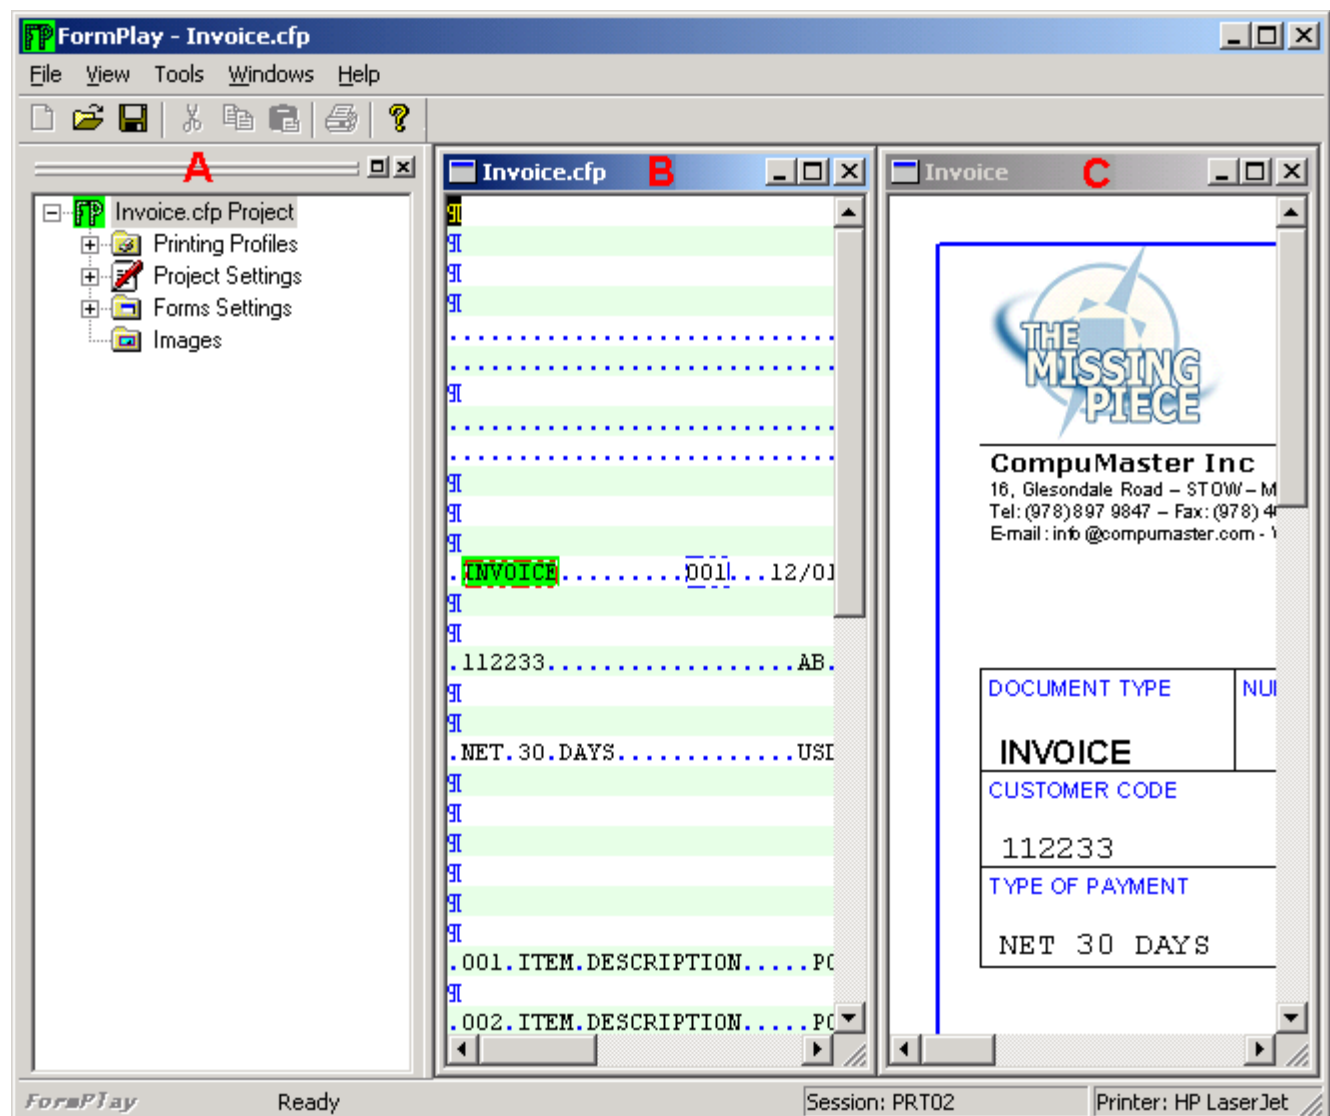 FormPlay - Invoice.cfp
File View Tools Windows Help
A
Invoice.cfp Project
Printing Profiles
Project Settings
Forms Settings
Images
Invoice.cfp B
¶
¶
¶
¶
......................................
......................................
¶
......................................
......................................
¶
¶
¶
.INVOICE.........001...12/01
¶
¶
.112233..................AB.
¶
¶
.NET.30.DAYS.............USD
¶
¶
¶
¶
¶
¶
.001.ITEM.DESCRIPTION.....PC
¶
.002.ITEM.DESCRIPTION.....PC
Invoice C
THE
MISSING
PIECE
CompuMaster Inc
16, Glesondale Road – STOW – M
Tel: (978)897 9847 – Fax: (978) 4
E-mail: info@compumaster.com -
DOCUMENT TYPE NU
INVOICE
CUSTOMER CODE
112233
TYPE OF PAYMENT
NET 30 DAYS
FormPlay Ready Session: PRT02 Printer: HP LaserJet